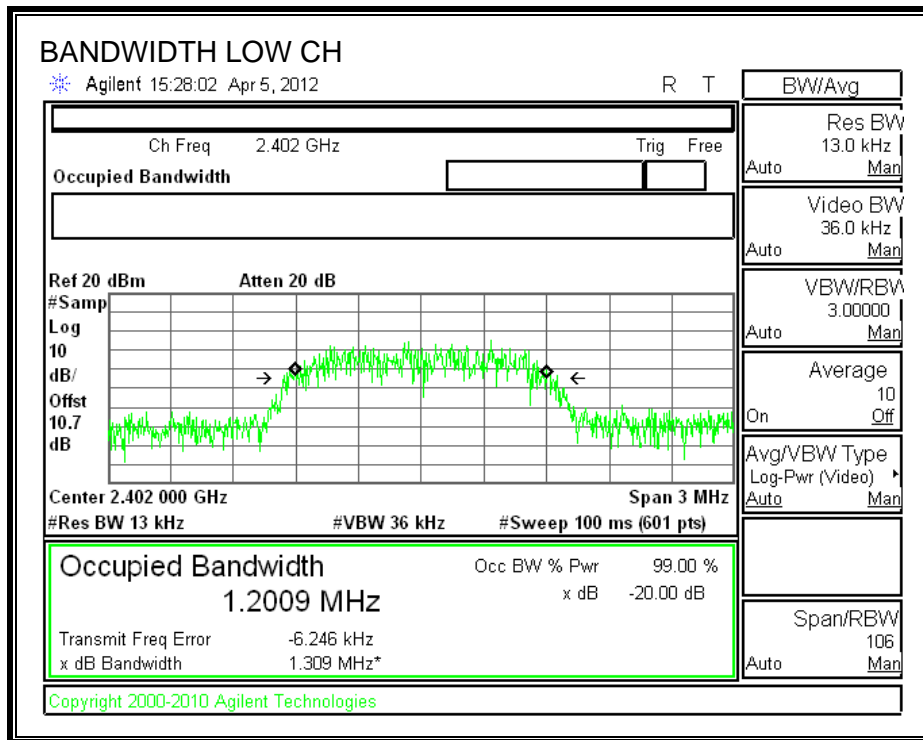 BANDWIDTH LOW CH
Agilent 15:28:02 Apr 5, 2012
R T
Ch Freq 2.402 GHz
Trig Free
Occupied Bandwidth
Ref 20 dBm
Atten 20 dB
#Samp
Log
10
dB/
Offst
10.7
dB
Center 2.402 000 GHz
Span 3 MHz
#Res BW 13 kHz
#VBW 36 kHz
#Sweep 100 ms (601 pts)
Occupied Bandwidth
1.2009 MHz
Occ BW % Pwr 99.00 %
x dB -20.00 dB
Transmit Freq Error -6.246 kHz
x dB Bandwidth 1.309 MHz*
Copyright 2000-2010 Agilent Technologies
BW/Avg
Res BW
13.0 kHz
Auto Man
Video BW
36.0 kHz
Auto Man
VBW/RBW
3.00000
Auto Man
Average
10
On Off
Avg/VBW Type
Log-Pwr (Video)
Auto Man
Span/RBW
106
Auto Man